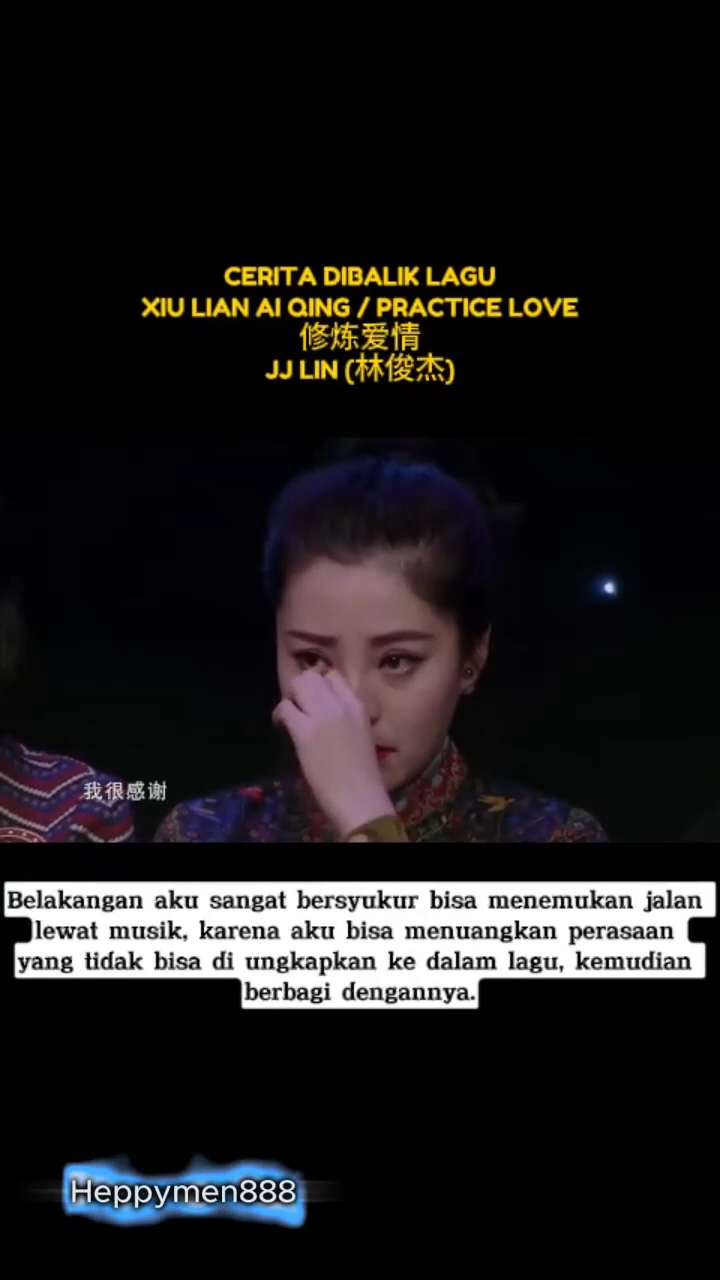 CERITA DIBALIK LAGU
XIU LIAN AI QING / PRACTICE LOVE
修炼爱情
JJ LIN (林俊杰)
我很感谢
Belakangan aku sangat bersyukur bisa menemukan jalan
lewat musik, karena aku bisa menuangkan perasaan
yang tidak bisa di ungkapkan ke dalam lagu, kemudian
berbagi dengannya.
Heppymen888